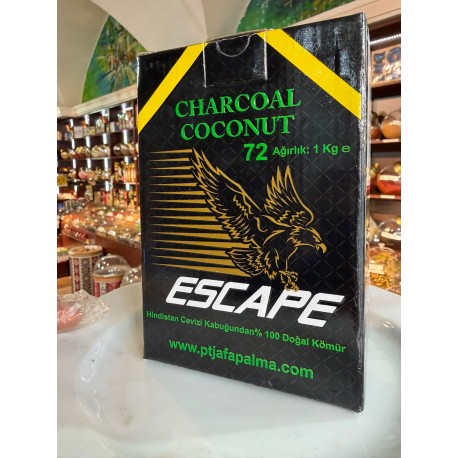 CHARCOAL
COCONUT
72 Ağırlık: 1 Kg ℮
ESCAPE
Hindistan Cevizi Kabuğundan% 100 Doğal Kömür
www.ptjafapalma.com